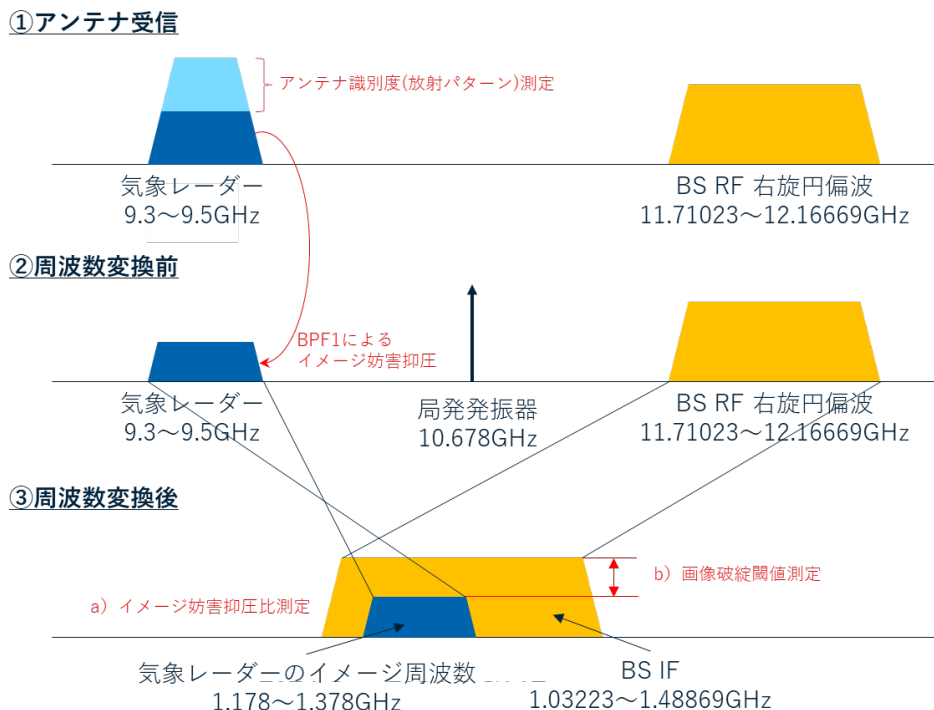 ①アンテナ受信
アンテナ識別度(放射パターン)測定
気象レーダー
9.3～9.5GHz
BS RF 右旋円偏波
11.71023～12.16669GHz
②周波数変換前
BPF1による
イメージ妨害抑圧
気象レーダー
9.3～9.5GHz
局発発振器
10.678GHz
BS RF 右旋円偏波
11.71023～12.16669GHz
③周波数変換後
a）イメージ妨害抑圧比測定
b）画像破綻閾値測定
気象レーダーのイメージ周波数
1.178～1.378GHz
BS IF
1.03223～1.48869GHz